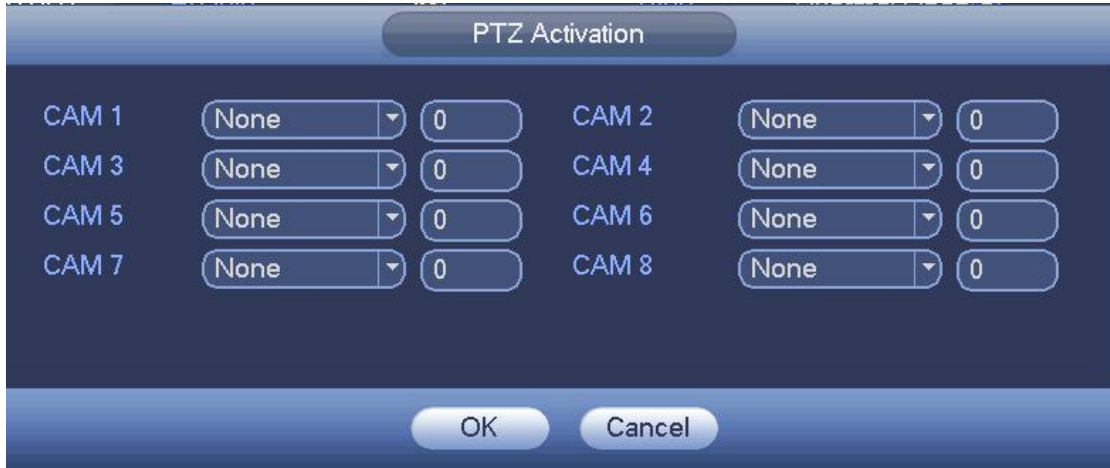 PTZ Activation
CAM 1 None 0 CAM 2 None 0
CAM 3 None 0 CAM 4 None 0
CAM 5 None 0 CAM 6 None 0
CAM 7 None 0 CAM 8 None 0
OK Cancel